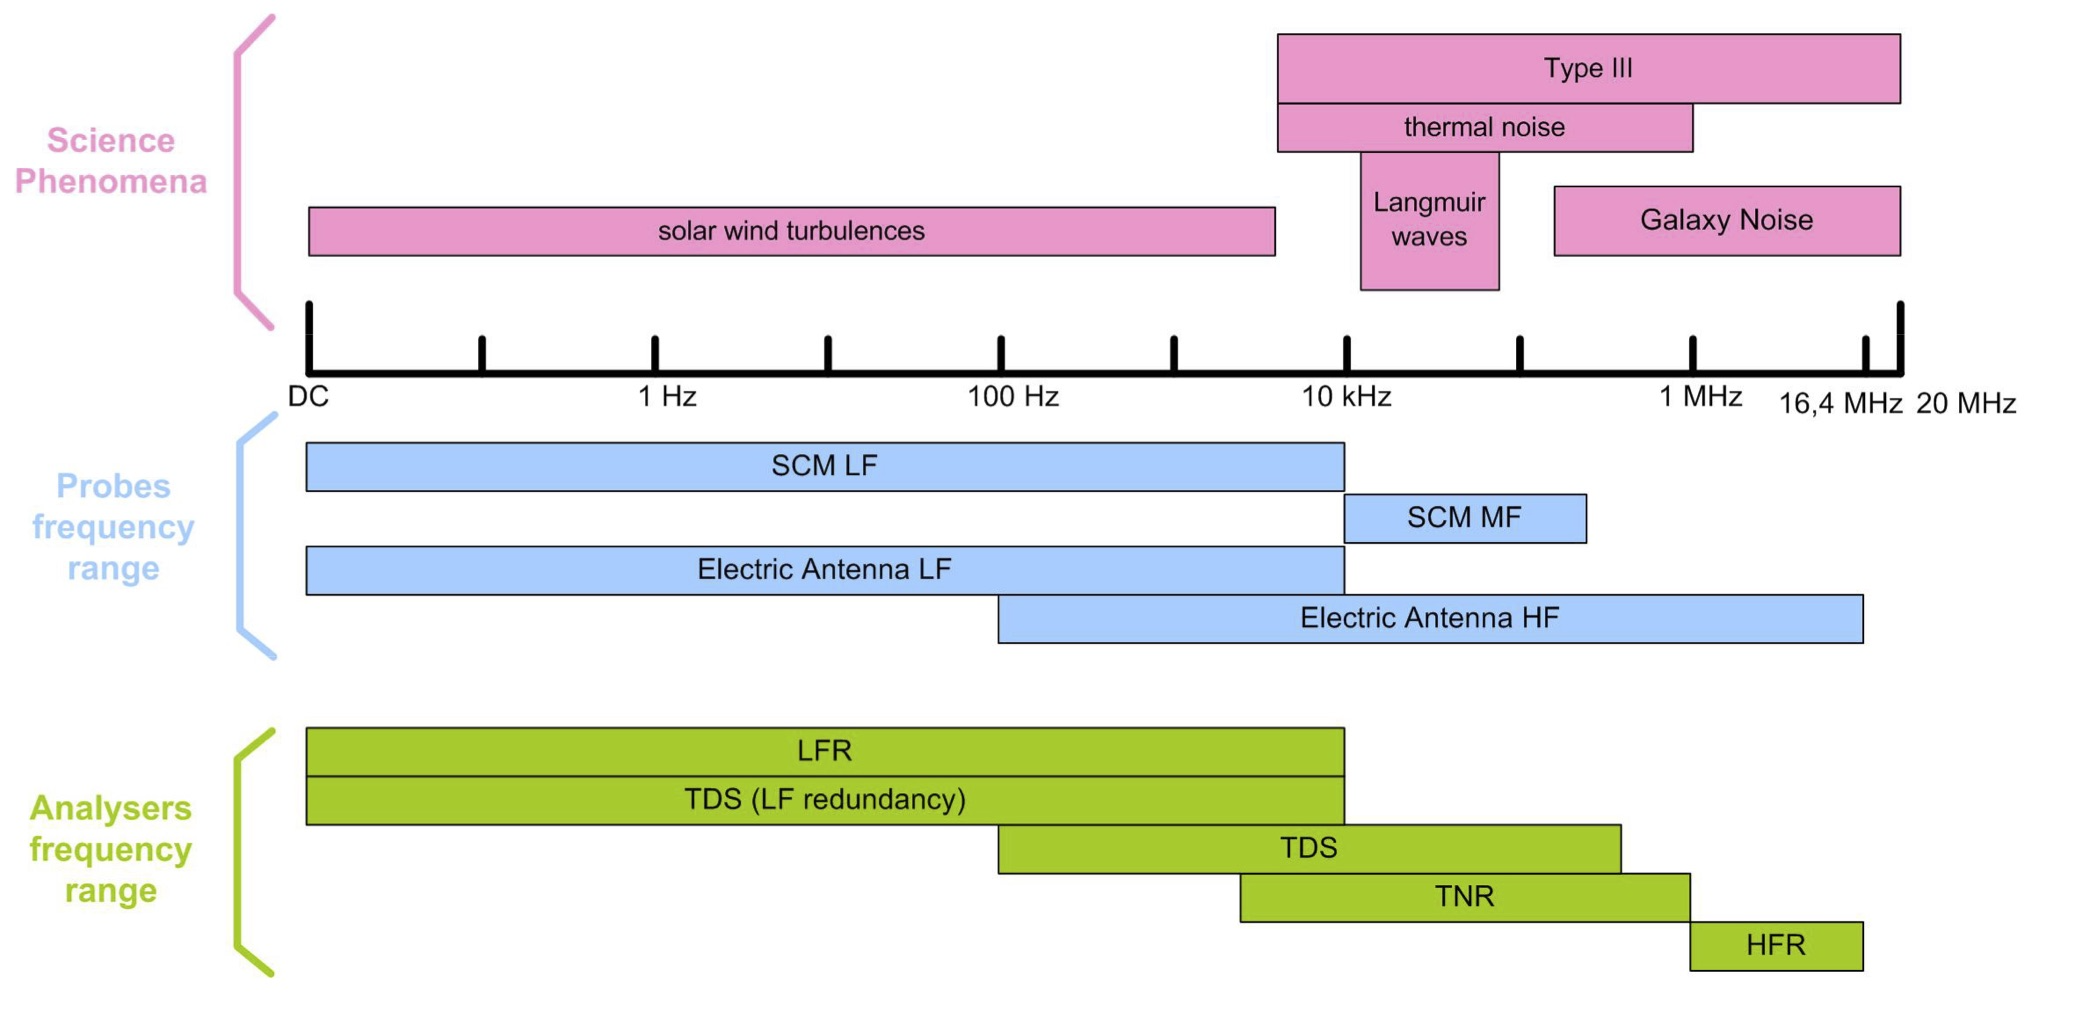 Science
Phenomena
Type III
thermal noise
Langmuir
waves
Galaxy Noise
solar wind turbulences
DC
1 Hz
100 Hz
10 kHz
1 MHz
16,4 MHz
20 MHz
Probes
frequency
range
SCM LF
SCM MF
Electric Antenna LF
Electric Antenna HF
Analysers
frequency
range
LFR
TDS (LF redundancy)
TDS
TNR
HFR